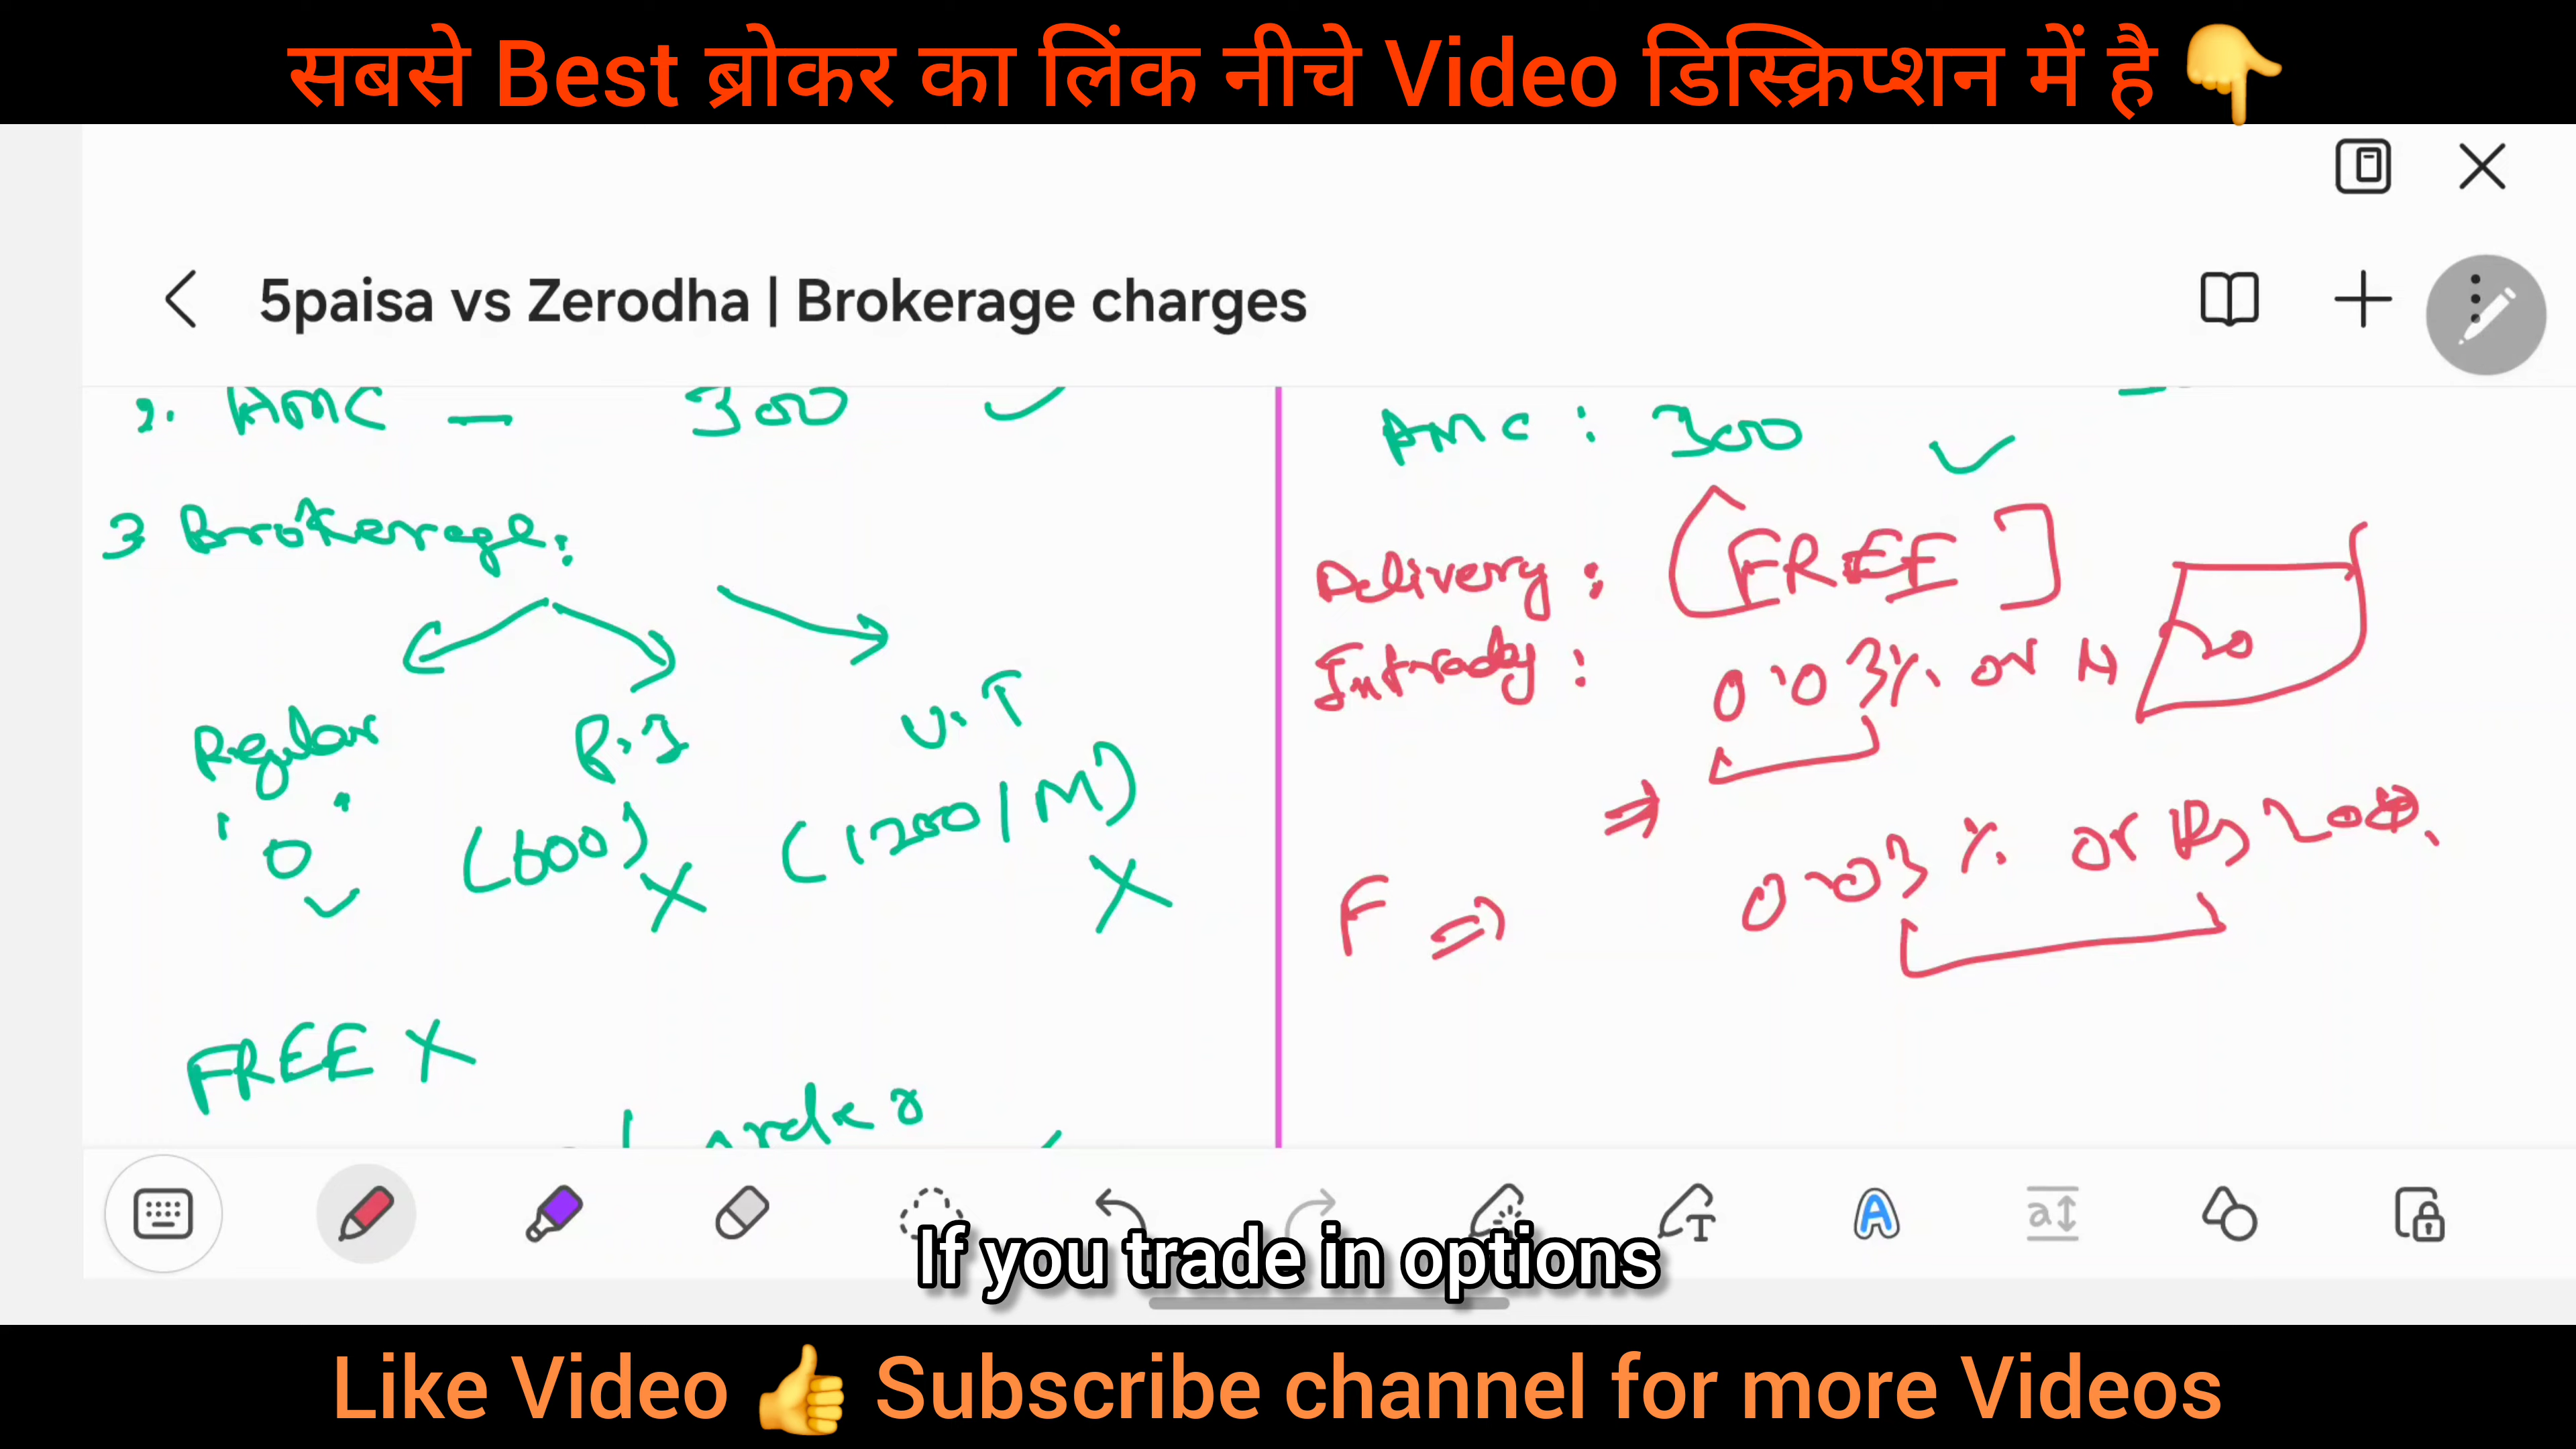 सबसे Best ब्रोकर का लिंक नीचे Video डिस्क्रिप्शन में है 👇
5paisa vs Zerodha | Brokerage charges
2. AMC — 300 ✓
3 Brokerage:
Regular P.I U.T
"0" (600) (1200/M)
✓ X X
FREE X
order
AMC : 300 ✓
Delivery : [FREE]
Intraday : 0.03% or 20
⇒
F ⇒ 0.03% or Rs 20
If you trade in options
Like Video 👍 Subscribe channel for more Videos